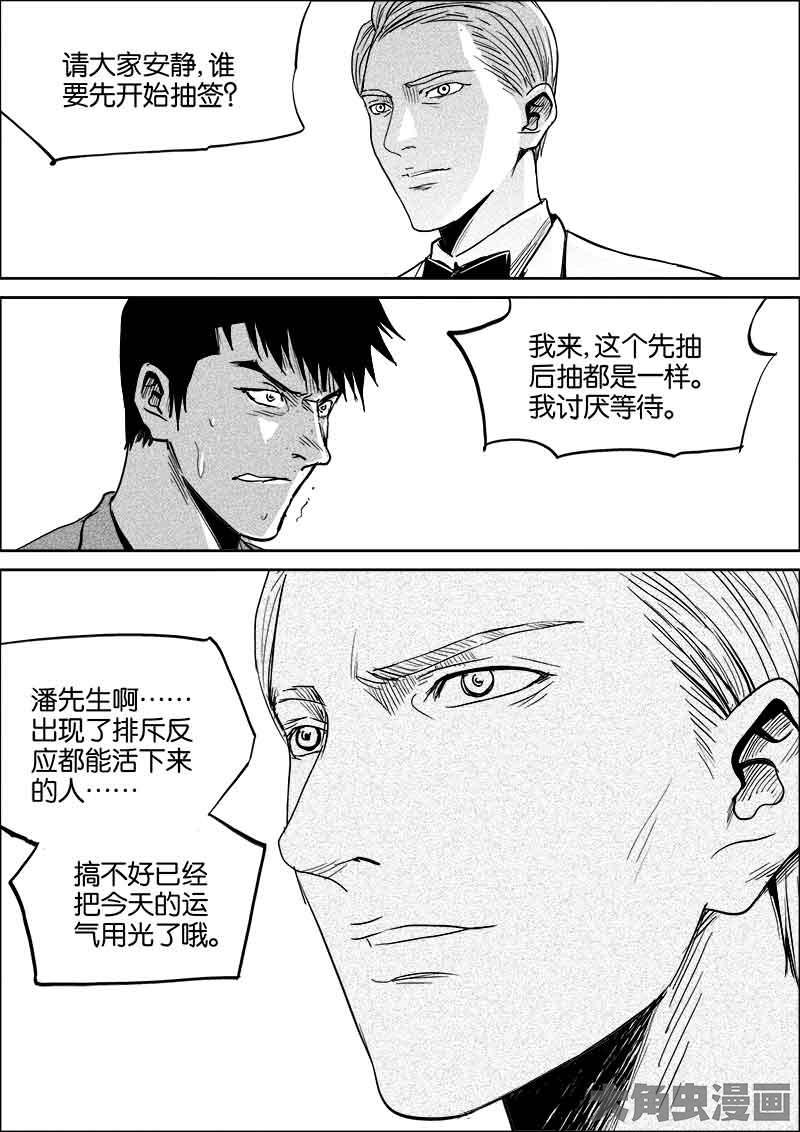 请大家安静，谁
要先开始抽签？
我来，这个先抽
后抽都是一样。
我讨厌等待。
潘先生啊……
出现了排斥反
应都能活下来
的人……
搞不好已经
把今天的运
气用光了哦。
大角虫漫画